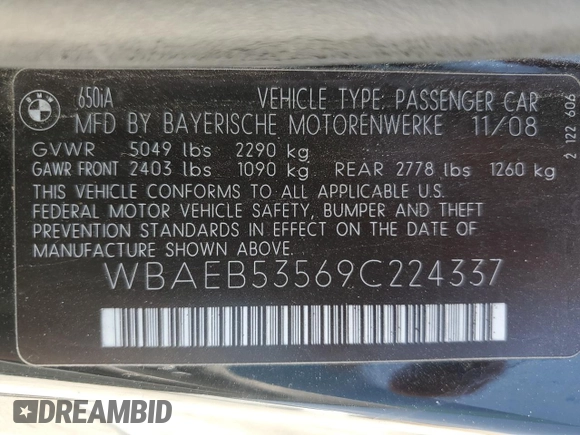 BMW 650iA VEHICLE TYPE: PASSENGER CAR
MFD BY BAYERISCHE MOTORENWERKE 11/08
GVWR 5049 lbs 2290 kg
GAWR FRONT 2403 lbs 1090 kg REAR 2778 lbs 1260 kg
THIS VEHICLE CONFORMS TO ALL APPLICABLE U.S.
FEDERAL MOTOR VEHICLE SAFETY, BUMPER AND THEFT
PREVENTION STANDARDS IN EFFECT ON THE DATE OF
MANUFACTURE SHOWN ABOVE.
WBAEB53569C224337
2 122 606
DREAMBID